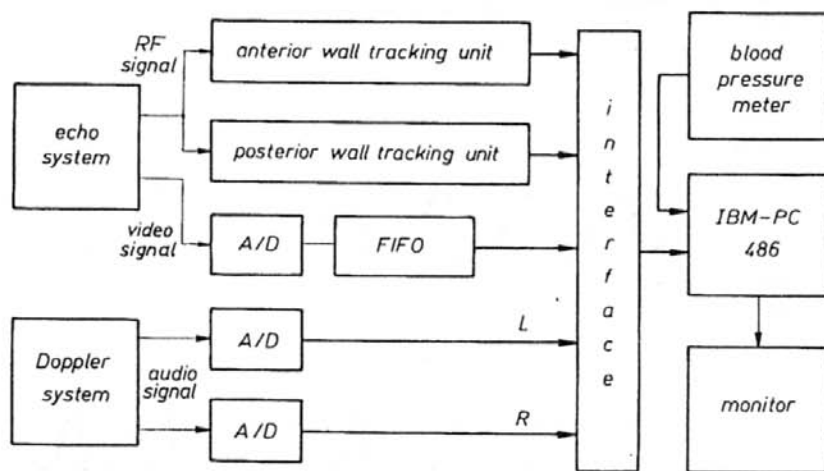 RF
signal
anterior wall tracking unit
echo
system
posterior wall tracking unit
video
signal
A/D
FIFO
Doppler
system
audio
signal
A/D
L
A/D
R
interface
blood
pressure
meter
IBM-PC
486
monitor